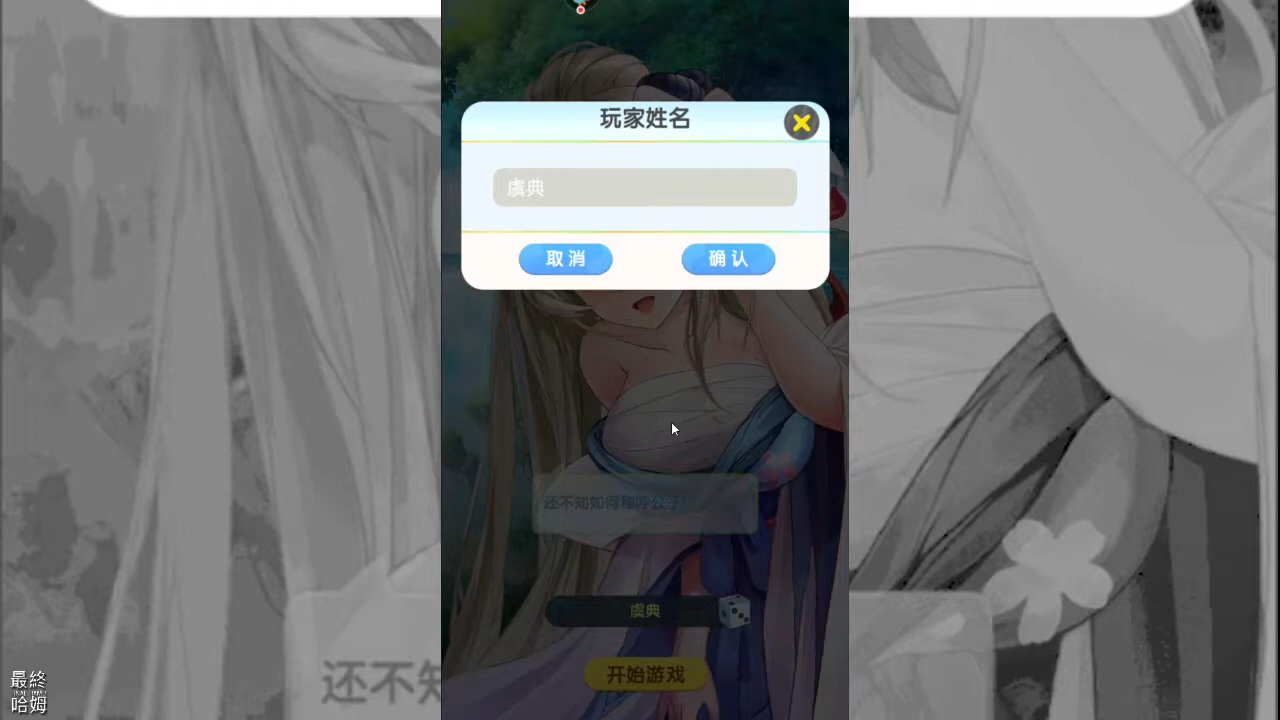 玩家姓名
虞典
取消
确认
还不知如何称呼公子
虞典
开始游戏
还不知
最終
哈姆